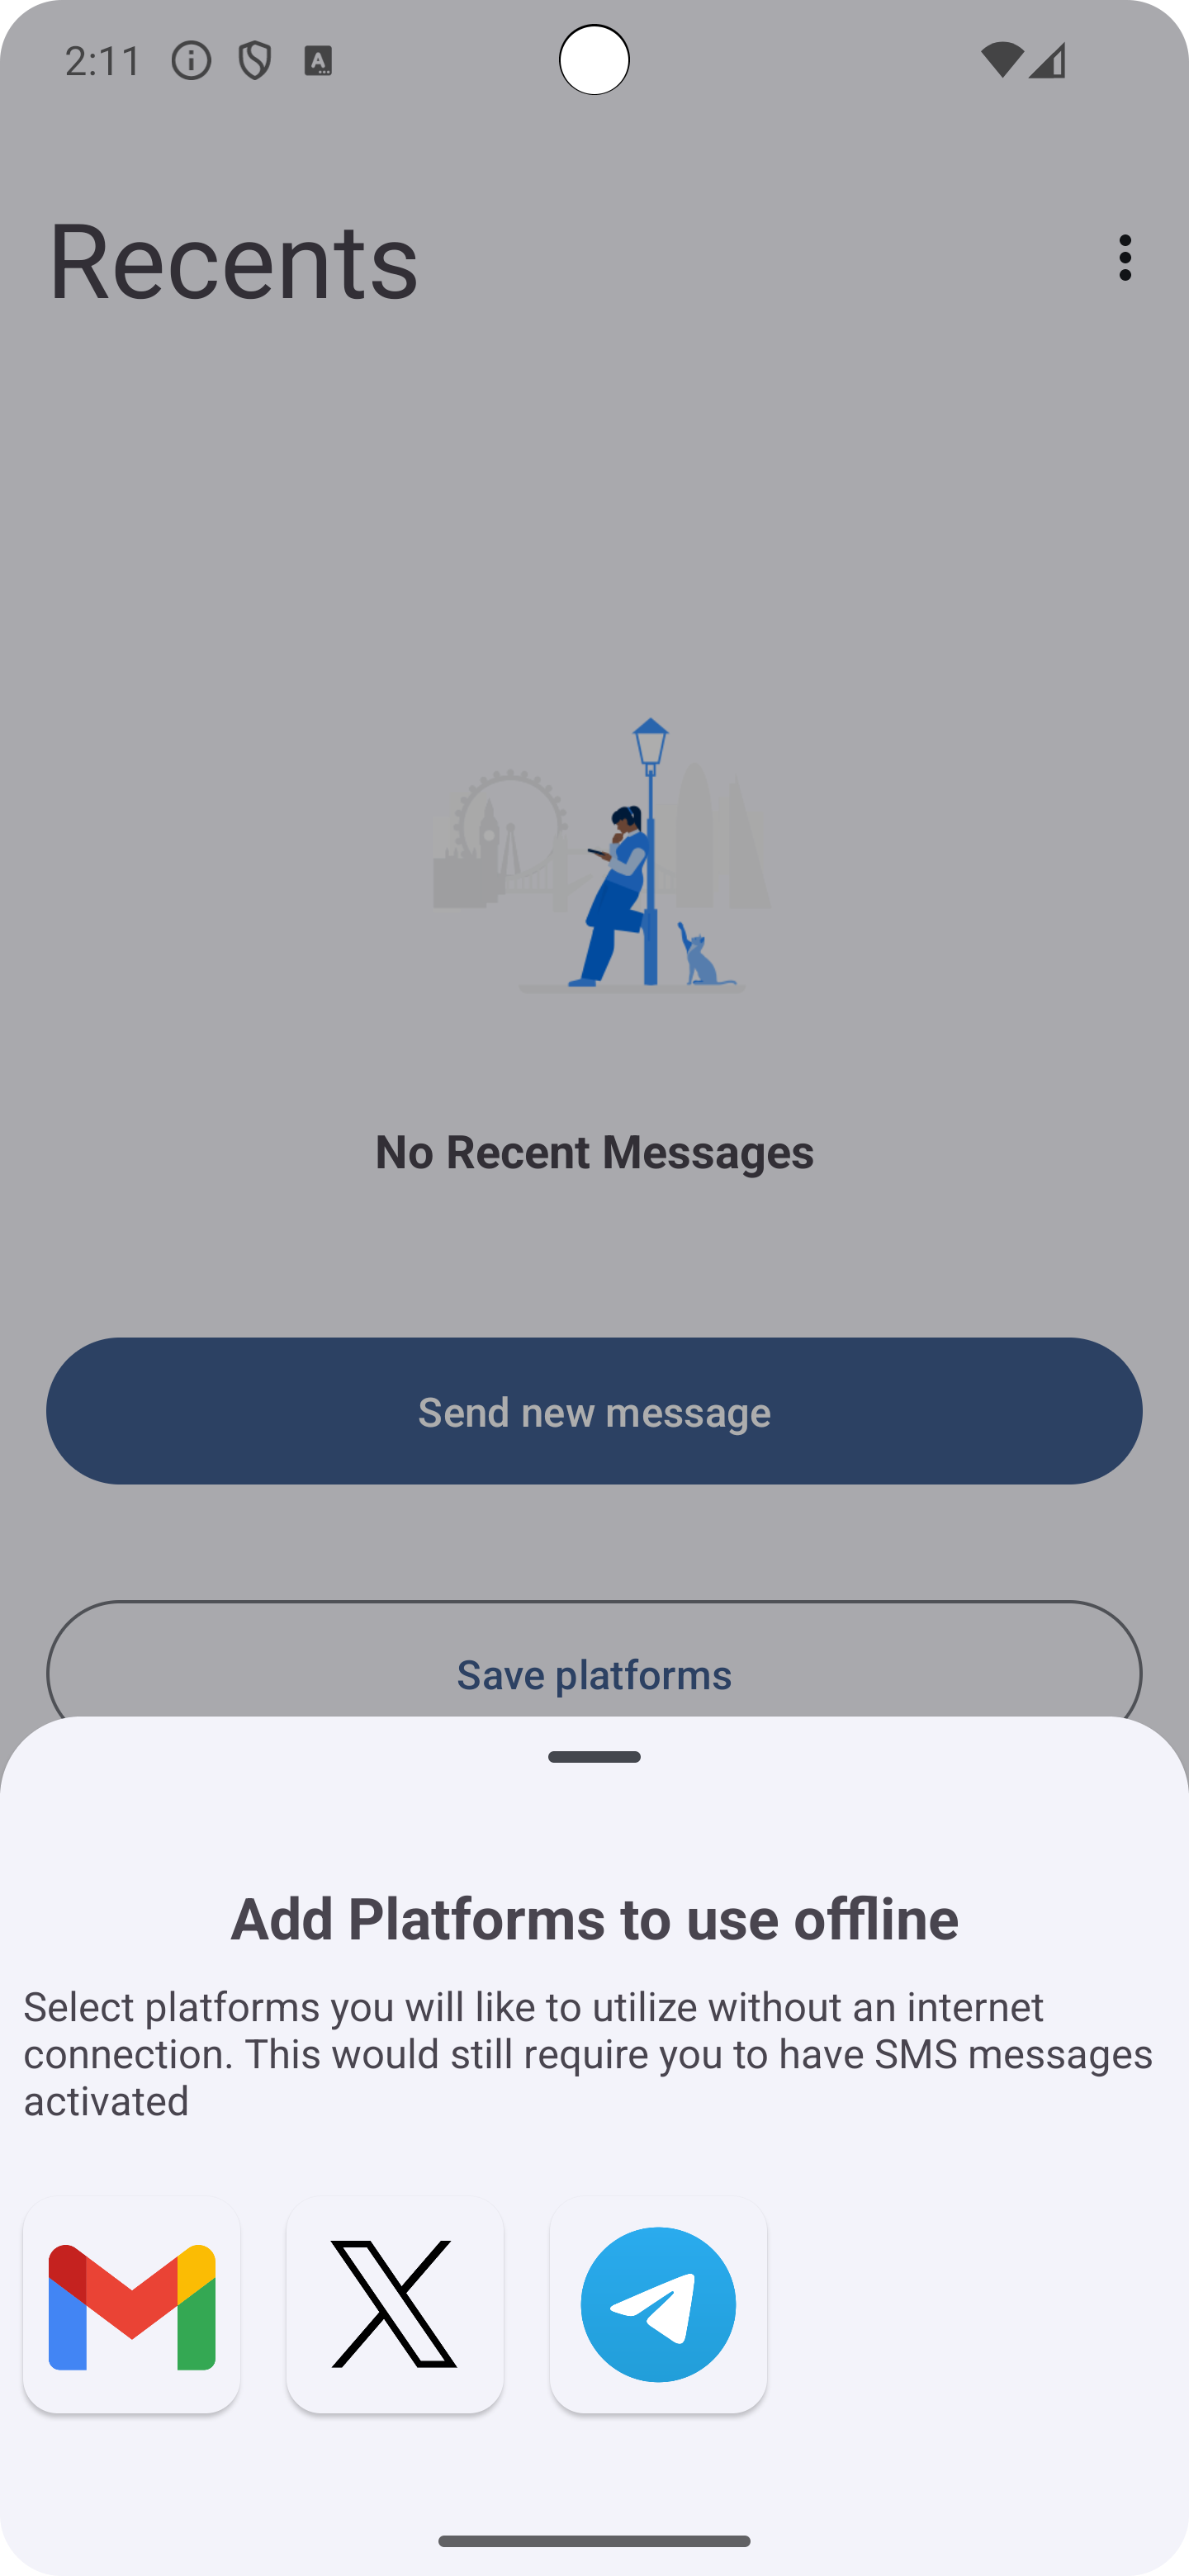 2:11
Recents
No Recent Messages
Send new message
Save platforms
Add Platforms to use offline
Select platforms you will like to utilize without an internet
connection. This would still require you to have SMS messages
activated